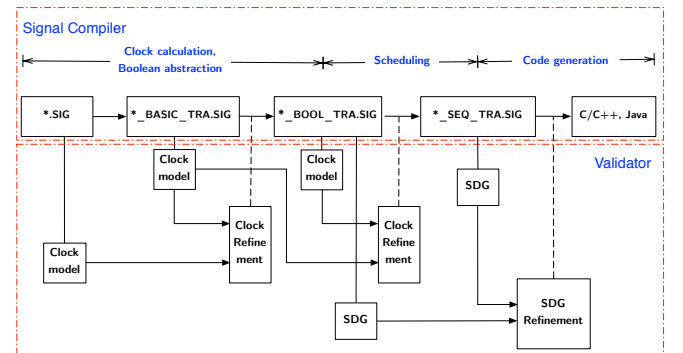 Signal Compiler
Clock calculation,
Boolean abstraction
Scheduling
Code generation
*.SIG
*_BASIC_TRA.SIG
*_BOOL_TRA.SIG
*_SEQ_TRA.SIG
C/C++, Java
Validator
Clock
model
Clock
model
SDG
Clock
Refine
ment
Clock
Refine
ment
Clock
model
SDG
SDG
Refinement